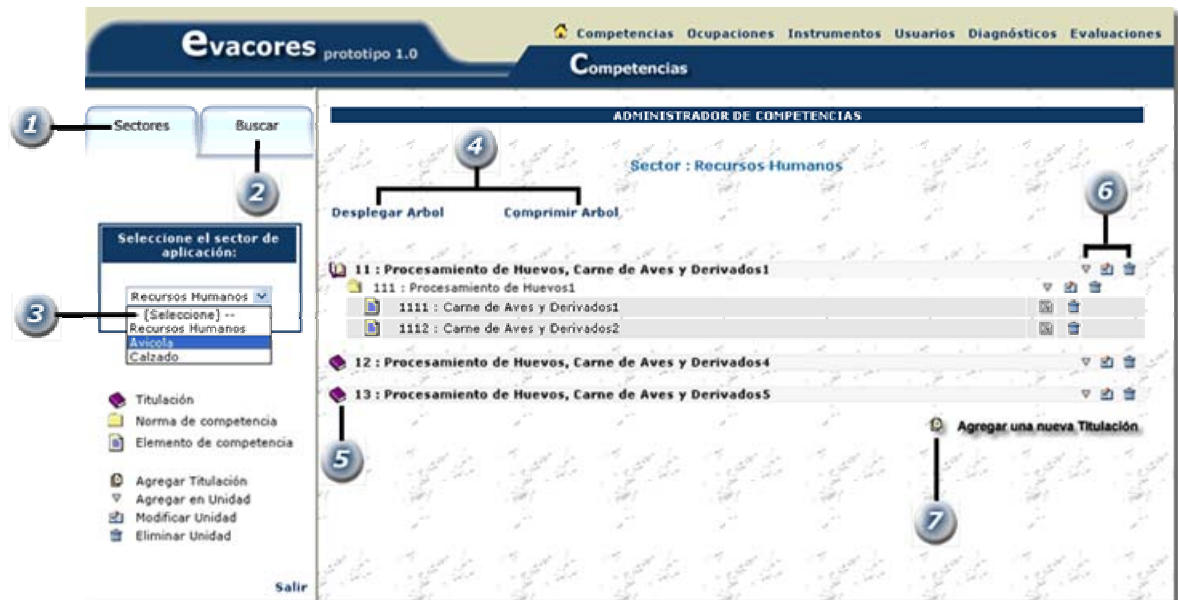 Evacores prototipo 1.0
Competencias Ocupaciones Instrumentos Usuarios Diagnósticos Evaluaciones
Competencias
1
Sectores
Buscar
2
ADMINISTRADOR DE COMPETENCIAS
4
Sector : Recursos Humanos
6
Desplegar Arbol
Comprimir Arbol
Seleccione el sector de
aplicación:
3
Recursos Humanos
- (Seleccione) --
Recursos Humanos
Avicola
Calzado
11 : Procesamiento de Huevos, Carne de Aves y Derivados1
111 : Procesamiento de Huevos1
1111 : Carne de Aves y Derivados1
1112 : Carne de Aves y Derivados2
12 : Procesamiento de Huevos, Carne de Aves y Derivados4
13 : Procesamiento de Huevos, Carne de Aves y Derivados5
5
Agregar una nueva Titulación
7
Titulación
Norma de competencia
Elemento de competencia
Agregar Titulación
Agregar en Unidad
Modificar Unidad
Eliminar Unidad
Salir